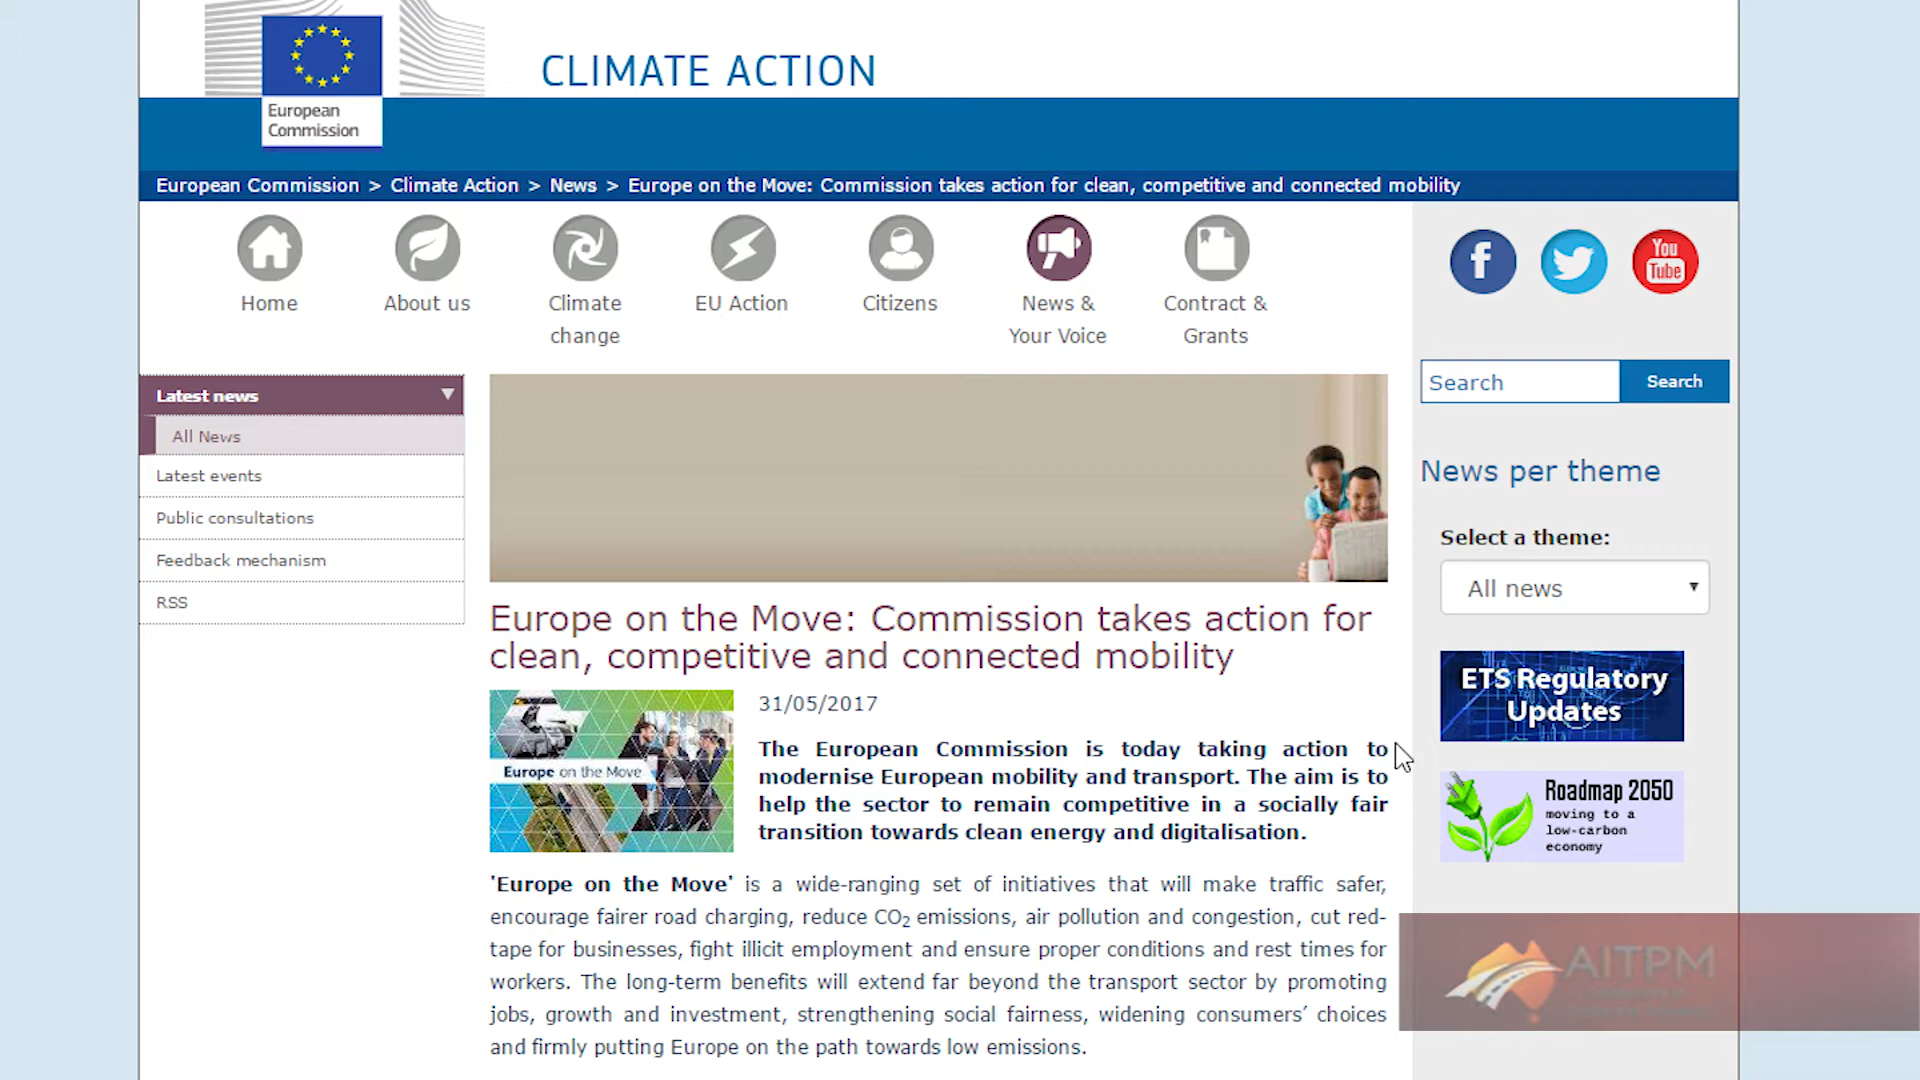 CLIMATE ACTION
European
Commission
European Commission > Climate Action > News > Europe on the Move: Commission takes action for clean, competitive and connected mobility
Home
About us
Climate
change
EU Action
Citizens
News &
Your Voice
Contract &
Grants
f
You
Tube
Latest news
All News
Latest events
Public consultations
Feedback mechanism
RSS
Search
Search
News per theme
Select a theme:
All news
ETS Regulatory
Updates
Roadmap 2050
moving to a
low-carbon
economy
Europe on the Move: Commission takes action for
clean, competitive and connected mobility
Europe on the Move
31/05/2017
The European Commission is today taking action to
modernise European mobility and transport. The aim is to
help the sector to remain competitive in a socially fair
transition towards clean energy and digitalisation.
'Europe on the Move' is a wide-ranging set of initiatives that will make traffic safer,
encourage fairer road charging, reduce CO2 emissions, air pollution and congestion, cut red-
tape for businesses, fight illicit employment and ensure proper conditions and rest times for
workers. The long-term benefits will extend far beyond the transport sector by promoting
jobs, growth and investment, strengthening social fairness, widening consumers’ choices
and firmly putting Europe on the path towards low emissions.
AITPM